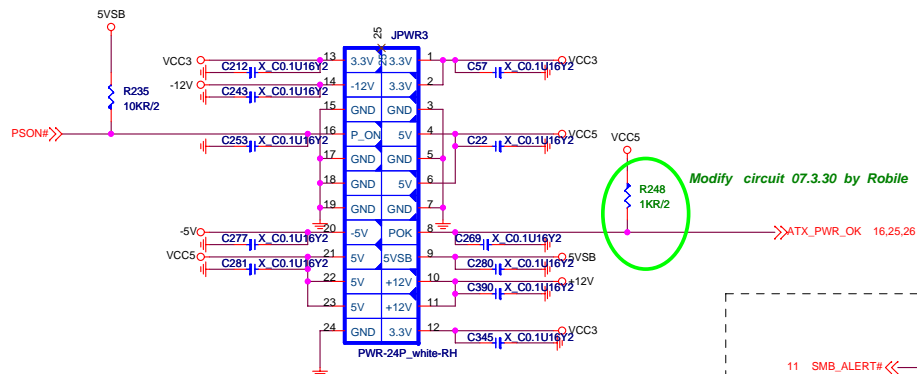 5VSB
25
JPWR3
25
VCC3
C212
X_C0.1U16Y2
13
3.3V
3.3V
1
C57
X_C0.1U16Y2
VCC3
-12V
C243
X_C0.1U16Y2
14
-12V
3.3V
2
R235
10KR/2
15
GND
GND
3
PSON#
C253
X_C0.1U16Y2
16
P_ON
5V
4
C22
X_C0.1U16Y2
VCC5
VCC5
17
GND
GND
5
18
GND
5V
6
R248
1KR/2
Modify circuit 07.3.30 by Robile
19
GND
GND
7
-5V
C277
X_C0.1U16Y2
20
-5V
POK
8
C269
X_C0.1U16Y2
ATX_PWR_OK 16,25,26
VCC5
C281
X_C0.1U16Y2
21
5V
5VSB
9
C280
X_C0.1U16Y2
5VSB
22
5V
+12V
10
C390
X_C0.1U16Y2
+12V
23
5V
+12V
11
24
GND
3.3V
12
C345
X_C0.1U16Y2
VCC3
PWR-24P_white-RH
11 SMB_ALERT#